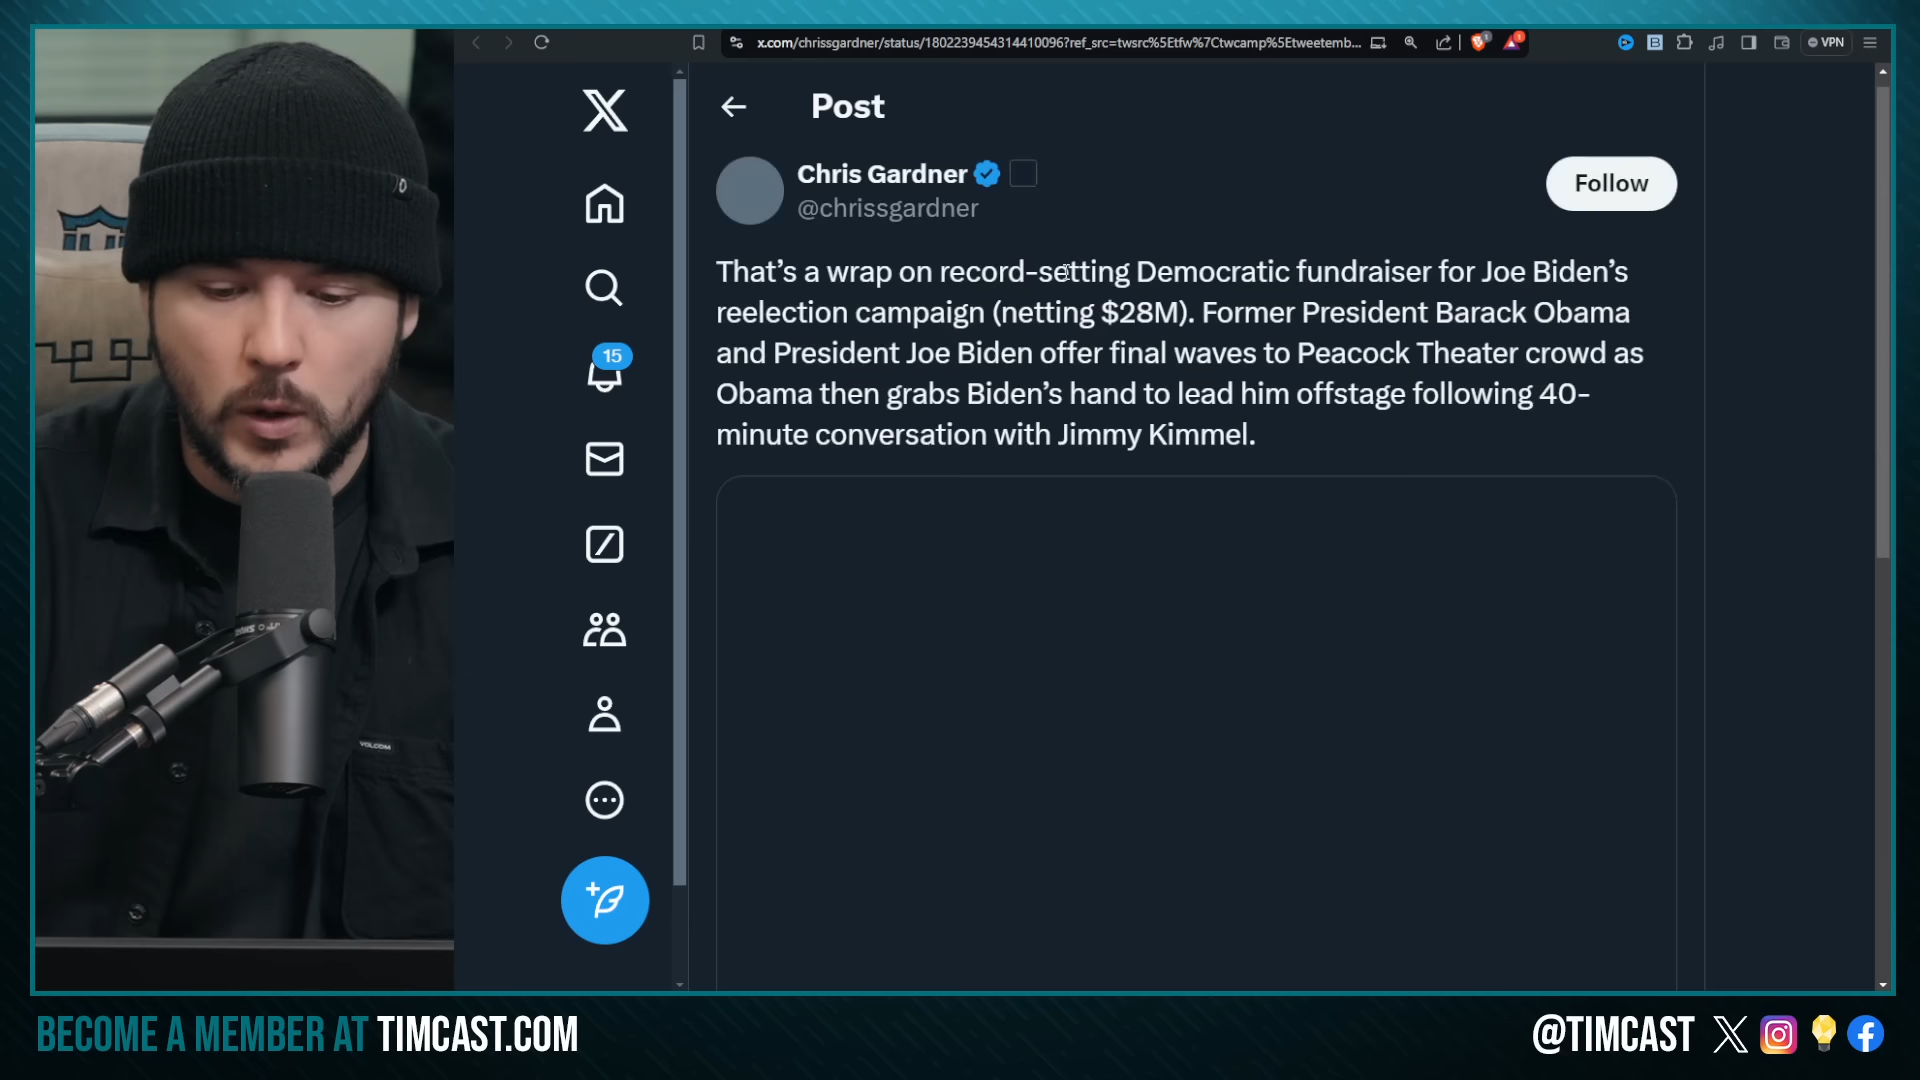 x.com/chrissgardner/status/1802239454314410096?ref_src=twsrc%5Etfw%7Ctwcamp%5Etweetemb...
1
1
VPN
Post
Chris Gardner
@chrissgardner
Follow
That's a wrap on record-setting Democratic fundraiser for Joe Biden's
reelection campaign (netting $28M). Former President Barack Obama
and President Joe Biden offer final waves to Peacock Theater crowd as
Obama then grabs Biden's hand to lead him offstage following 40-
minute conversation with Jimmy Kimmel.
15
VOLCOM
BECOME A MEMBER AT TIMCAST.COM
@TIMCAST